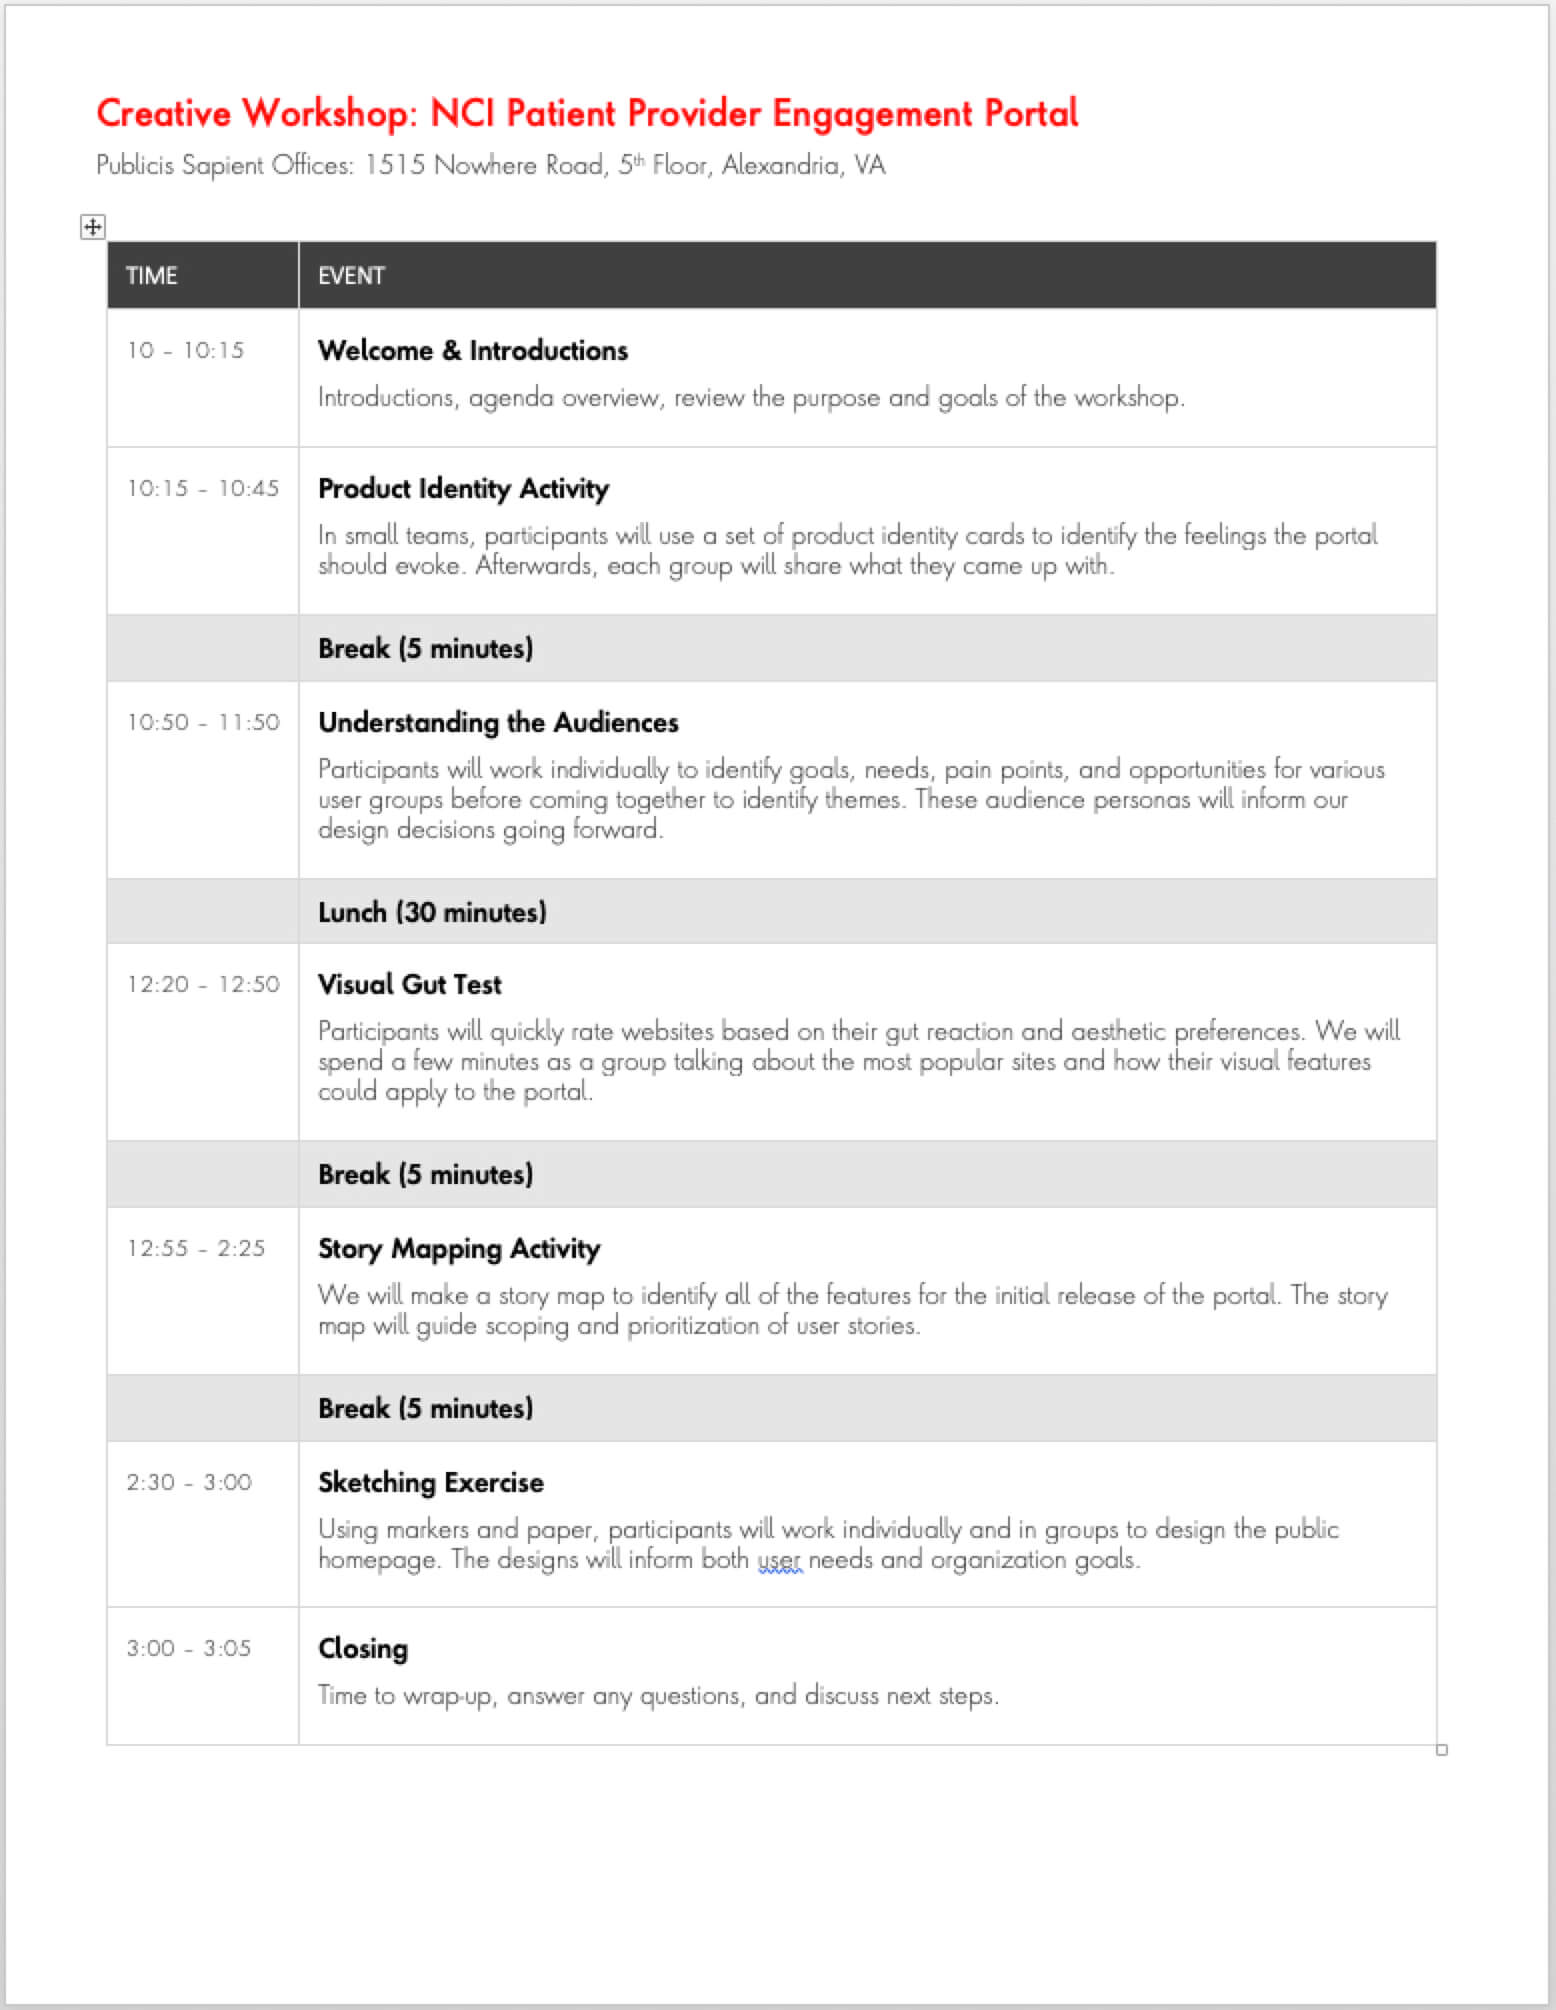 Creative Workshop: NCI Patient Provider Engagement Portal
Publicis Sapient Offices: 1515 Nowhere Road, 5th Floor, Alexandria, VA
TIME EVENT
10 – 10:15 Welcome & Introductions
Introductions, agenda overview, review the purpose and goals of the workshop.
10:15 – 10:45 Product Identity Activity
In small teams, participants will use a set of product identity cards to identify the feelings the portal
should evoke. Afterwards, each group will share what they came up with.
Break (5 minutes)
10:50 – 11:50 Understanding the Audiences
Participants will work individually to identify goals, needs, pain points, and opportunities for various
user groups before coming together to identify themes. These audience personas will inform our
design decisions going forward.
Lunch (30 minutes)
12:20 – 12:50 Visual Gut Test
Participants will quickly rate websites based on their gut reaction and aesthetic preferences. We will
spend a few minutes as a group talking about the most popular sites and how their visual features
could apply to the portal.
Break (5 minutes)
12:55 – 2:25 Story Mapping Activity
We will make a story map to identify all of the features for the initial release of the portal. The story
map will guide scoping and prioritization of user stories.
Break (5 minutes)
2:30 – 3:00 Sketching Exercise
Using markers and paper, participants will work individually and in groups to design the public
homepage. The designs will inform both user needs and organization goals.
3:00 – 3:05 Closing
Time to wrap-up, answer any questions, and discuss next steps.